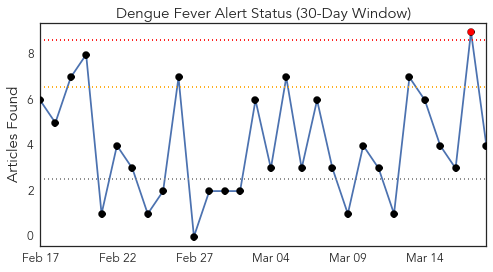 Dengue Fever Alert Status (30-Day Window)
Articles Found
8
6
4
2
0
Feb 17
Feb 22
Feb 27
Mar 04
Mar 09
Mar 14